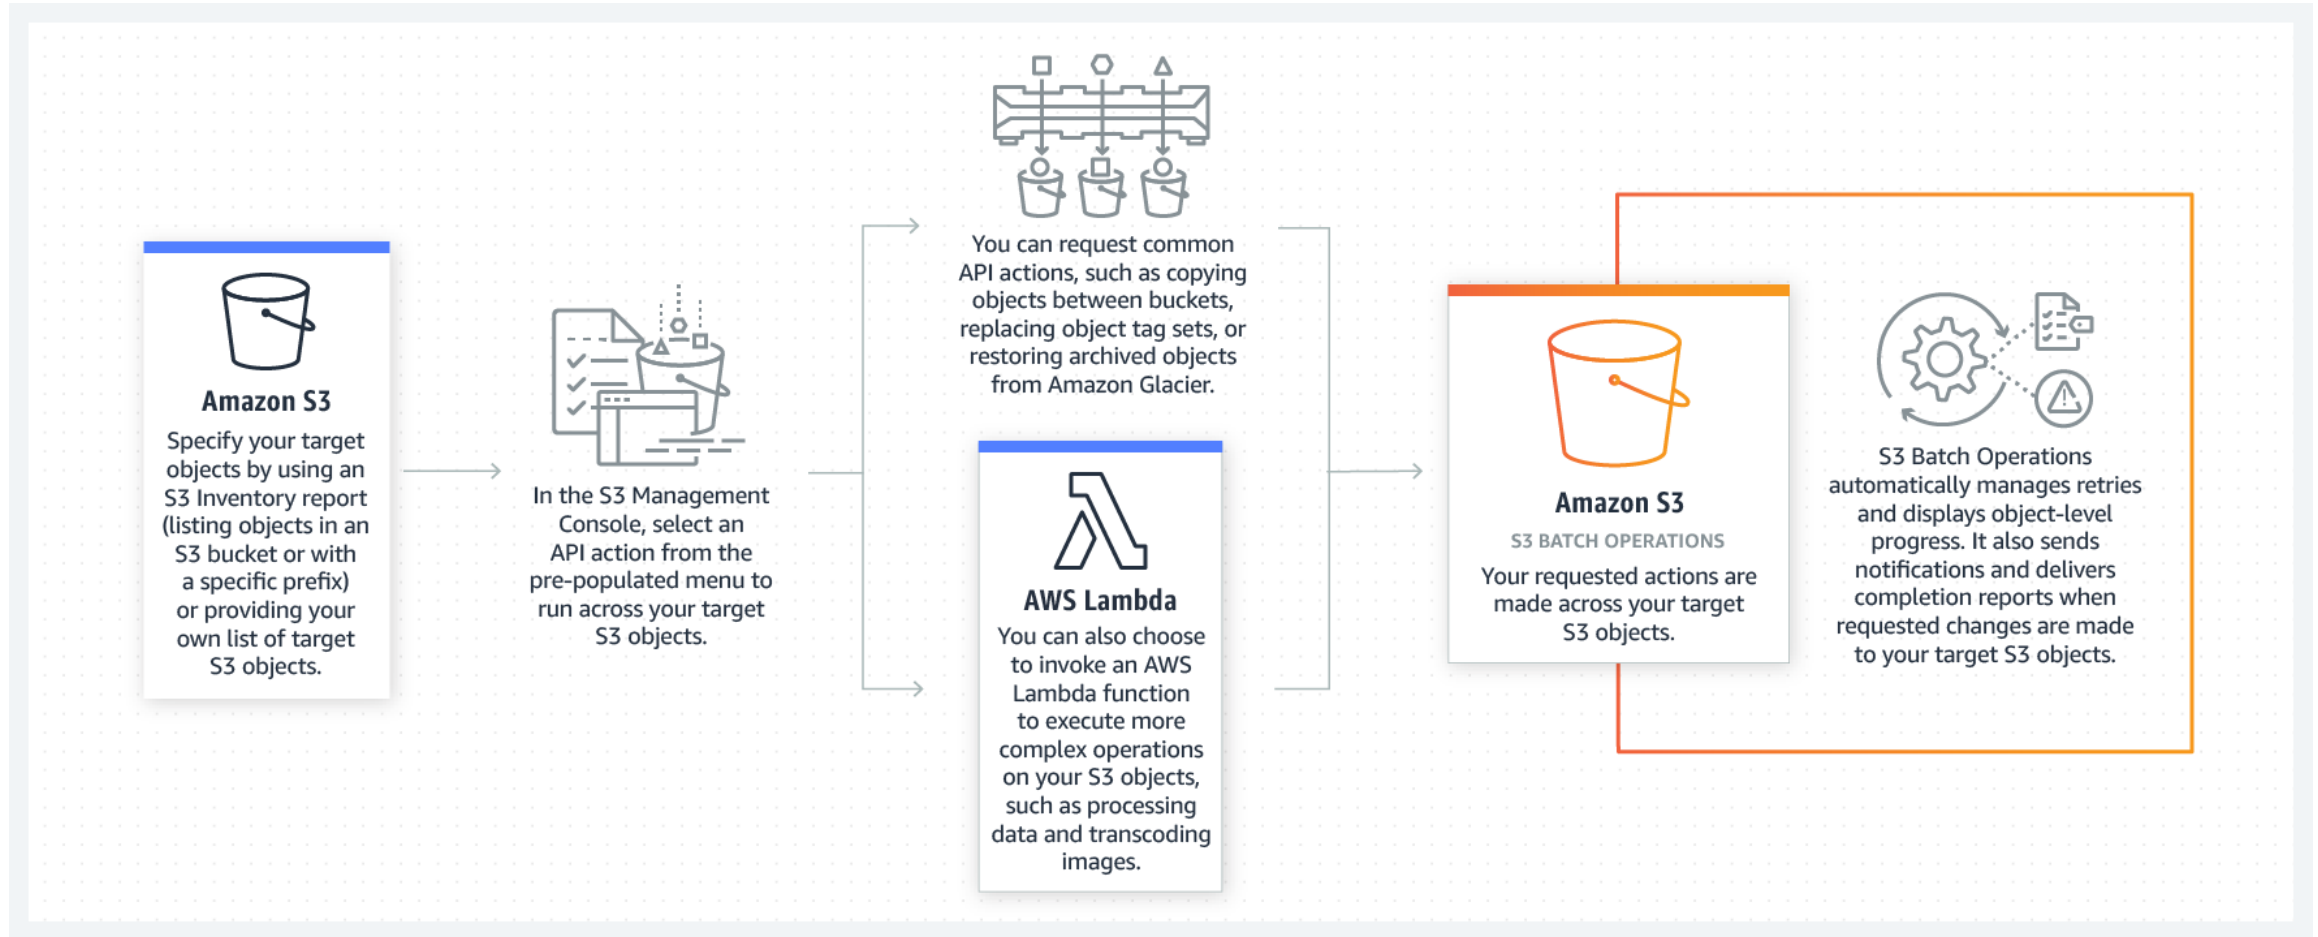 Amazon S3
Specify your target
objects by using an
S3 Inventory report
(listing objects in an
S3 bucket or with
a specific prefix)
or providing your
own list of target
S3 objects.
In the S3 Management
Console, select an
API action from the
pre-populated menu to
run across your target
S3 objects.
You can request common
API actions, such as copying
objects between buckets,
replacing object tag sets, or
restoring archived objects
from Amazon Glacier.
AWS Lambda
You can also choose
to invoke an AWS
Lambda function
to execute more
complex operations
on your S3 objects,
such as processing
data and transcoding
images.
Amazon S3
S3 BATCH OPERATIONS
Your requested actions are
made across your target
S3 objects.
S3 Batch Operations
automatically manages retries
and displays object-level
progress. It also sends
notifications and delivers
completion reports when
requested changes are made
to your target S3 objects.